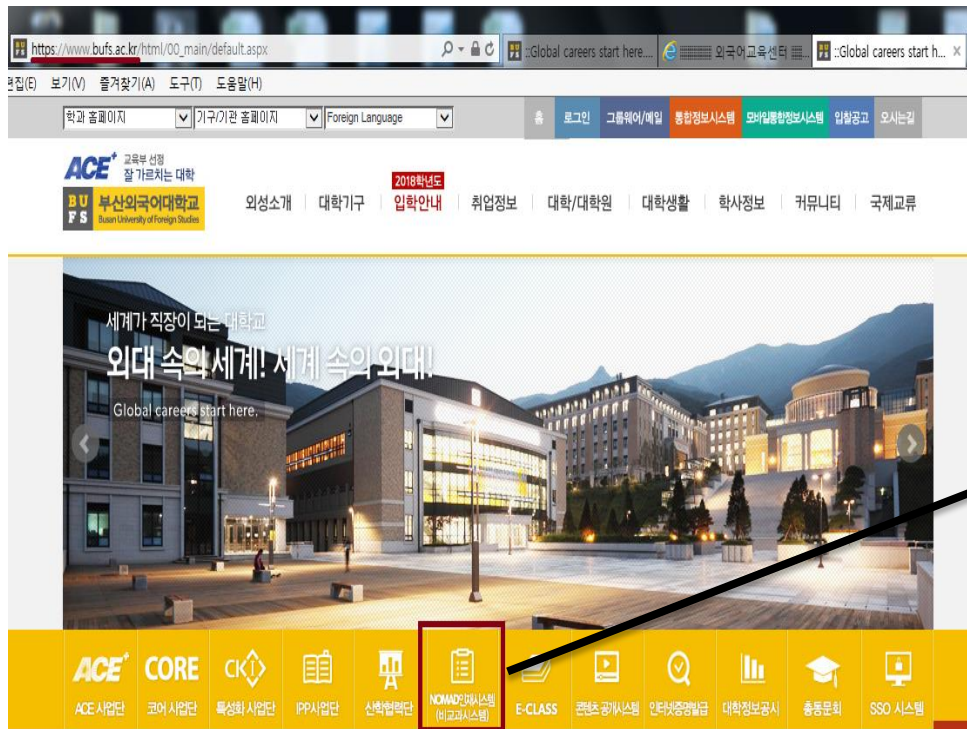 https://www.bufs.ac.kr/html/00_main/default.aspx
::Global careers start here....
외국어교육센터
::Global careers start h...
편집(E) 보기(V) 즐겨찾기(A) 도구(T) 도움말(H)
학과 홈페이지 기구/기관 홈페이지 Foreign Language
홈 로그인 그룹웨어/메일 통합정보시스템 모바일통합정보시스템 입찰공고 오시는길
ACE+ 교육부 선정
잘 가르치는 대학
BU
FS
부산외국어대학교
Busan University of Foreign Studies
2018학년도
외성소개 대학기구 입학안내 취업정보 대학/대학원 대학생활 학사정보 커뮤니티 국제교류
세계가 직장이 되는 대학교
외대 속의 세계! 세계 속의 외대!
Global careers start here.
ACE+ CORE CK
ACE 사업단 코어 사업단 특성화 사업단 IPP사업단 산학협력단
NOMAD인재시스템
(비교과시스템)
E-CLASS 콘텐츠 공개시스템 인터넷증명발급 대학정보공시 총동문회 SSO 시스템